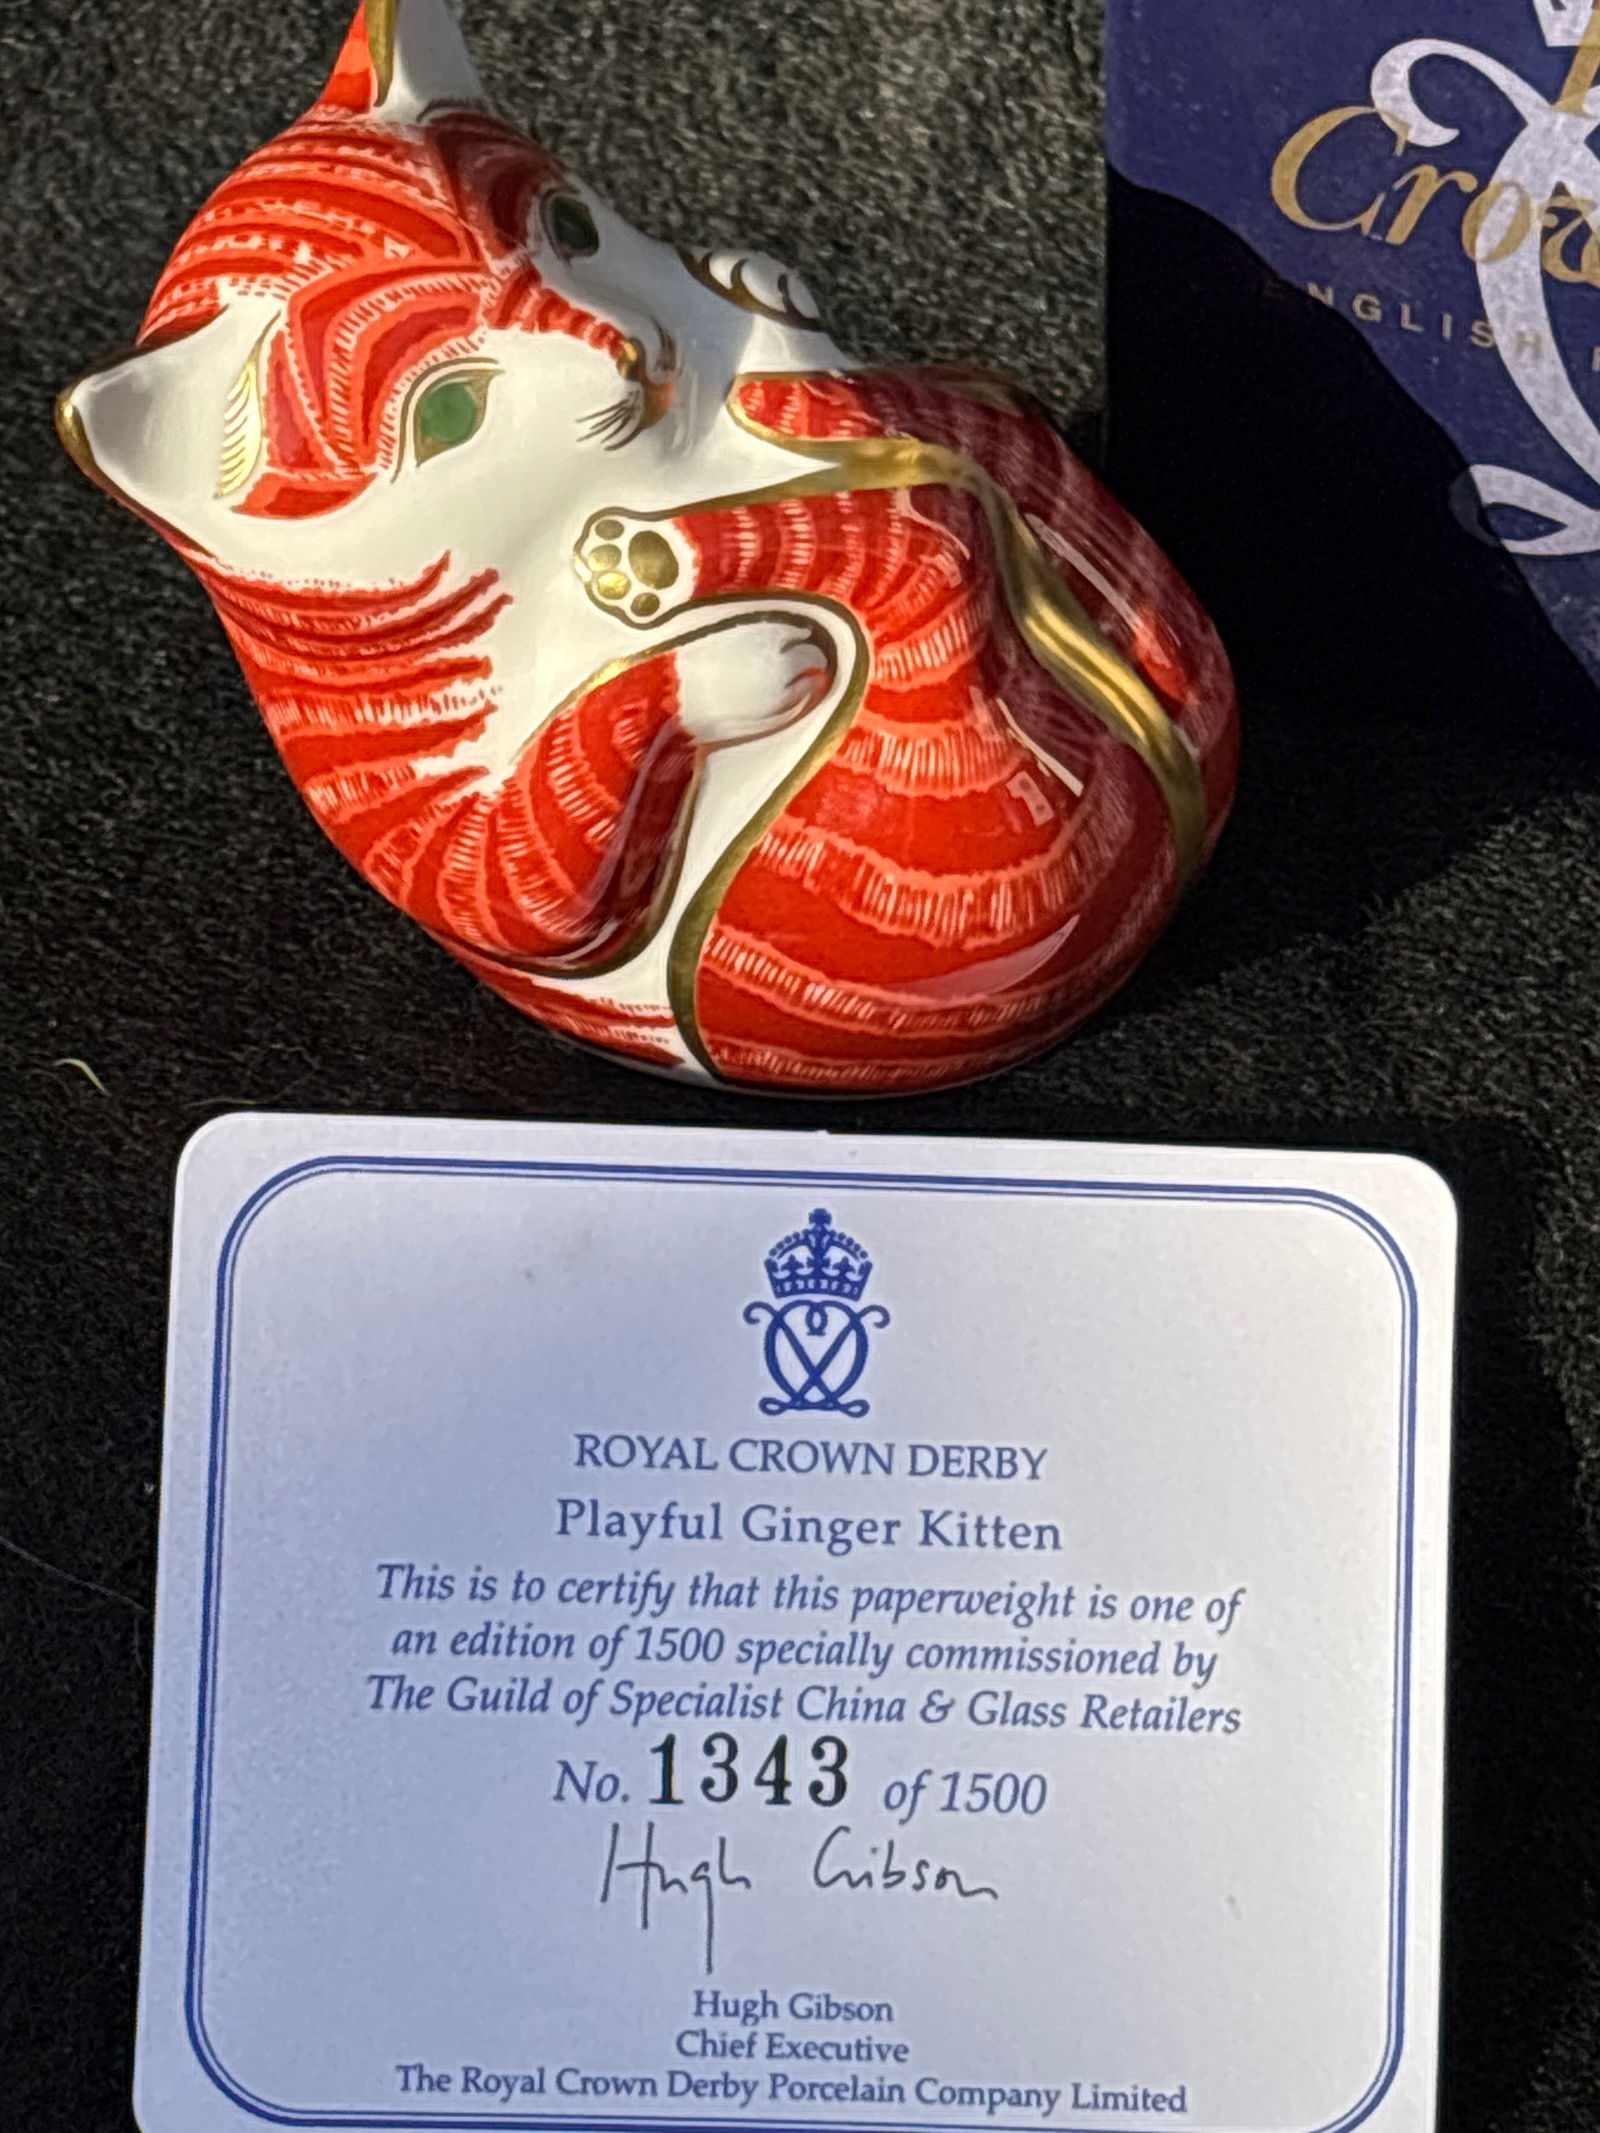 Crow
ENGLISH
ROYAL CROWN DERBY
Playful Ginger Kitten
This is to certify that this paperweight is one of
an edition of 1500 specially commissioned by
The Guild of Specialist China & Glass Retailers
No. 1343 of 1500
Hugh Gibson
Hugh Gibson
Chief Executive
The Royal Crown Derby Porcelain Company Limited